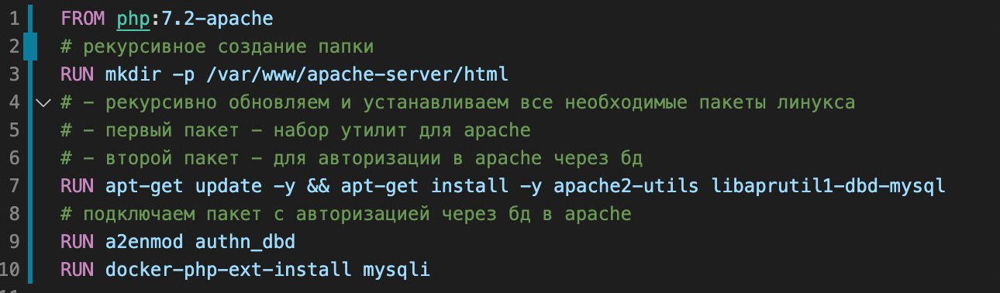 1 FROM php:7.2-apache
2 # рекурсивное создание папки
3 RUN mkdir -p /var/www/apache-server/html
4 # - рекурсивно обновляем и устанавливаем все необходимые пакеты линукса
5 # - первый пакет - набор утилит для apache
6 # - второй пакет - для авторизации в apache через бд
7 RUN apt-get update -y && apt-get install -y apache2-utils libaprutil1-dbd-mysql
8 # подключаем пакет с авторизацией через бд в apache
9 RUN a2enmod authn_dbd
10 RUN docker-php-ext-install mysqli